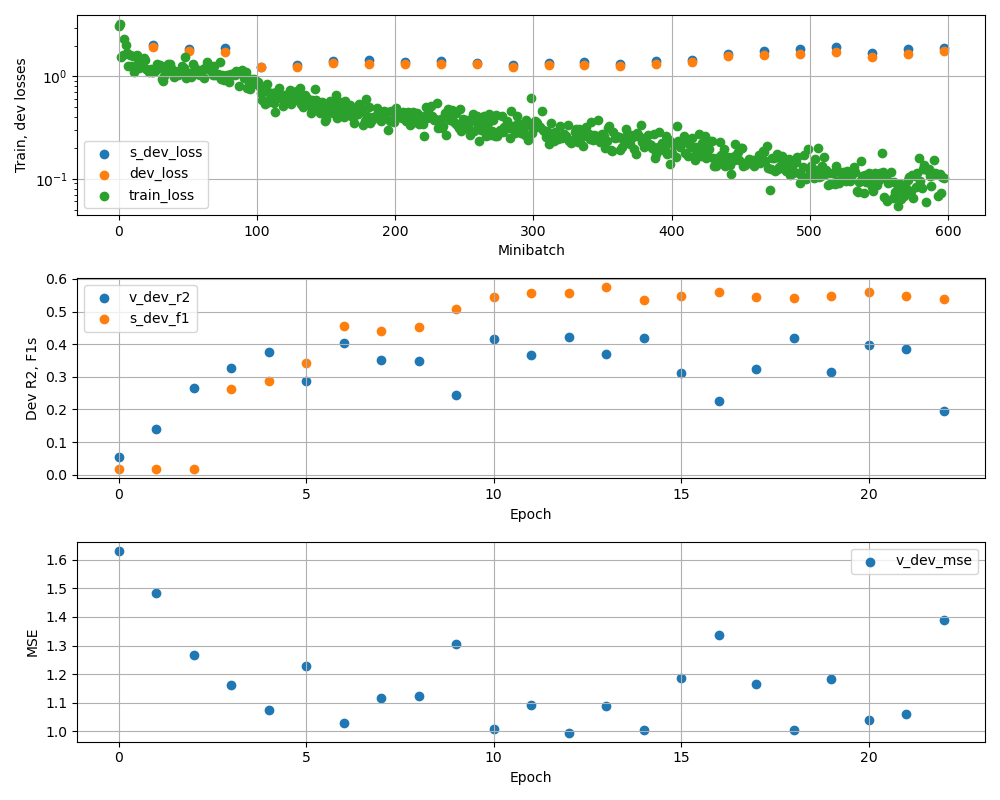 Train, dev losses
10^0
10^-1
s_dev_loss
dev_loss
train_loss
0 100 200 300 400 500 600
Minibatch
Dev R2, F1s
0.6
0.5
0.4
0.3
0.2
0.1
0.0
v_dev_r2
s_dev_f1
0 5 10 15 20
Epoch
MSE
1.6
1.5
1.4
1.3
1.2
1.1
1.0
v_dev_mse
0 5 10 15 20
Epoch